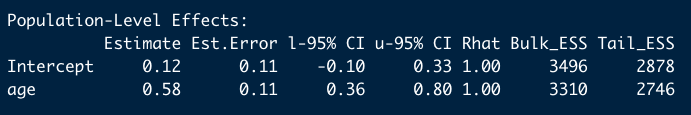 Population-Level Effects:
Estimate Est.Error l-95% CI u-95% CI Rhat Bulk_ESS Tail_ESS
Intercept 0.12 0.11 -0.10 0.33 1.00 3496 2878
age 0.58 0.11 0.36 0.80 1.00 3310 2746